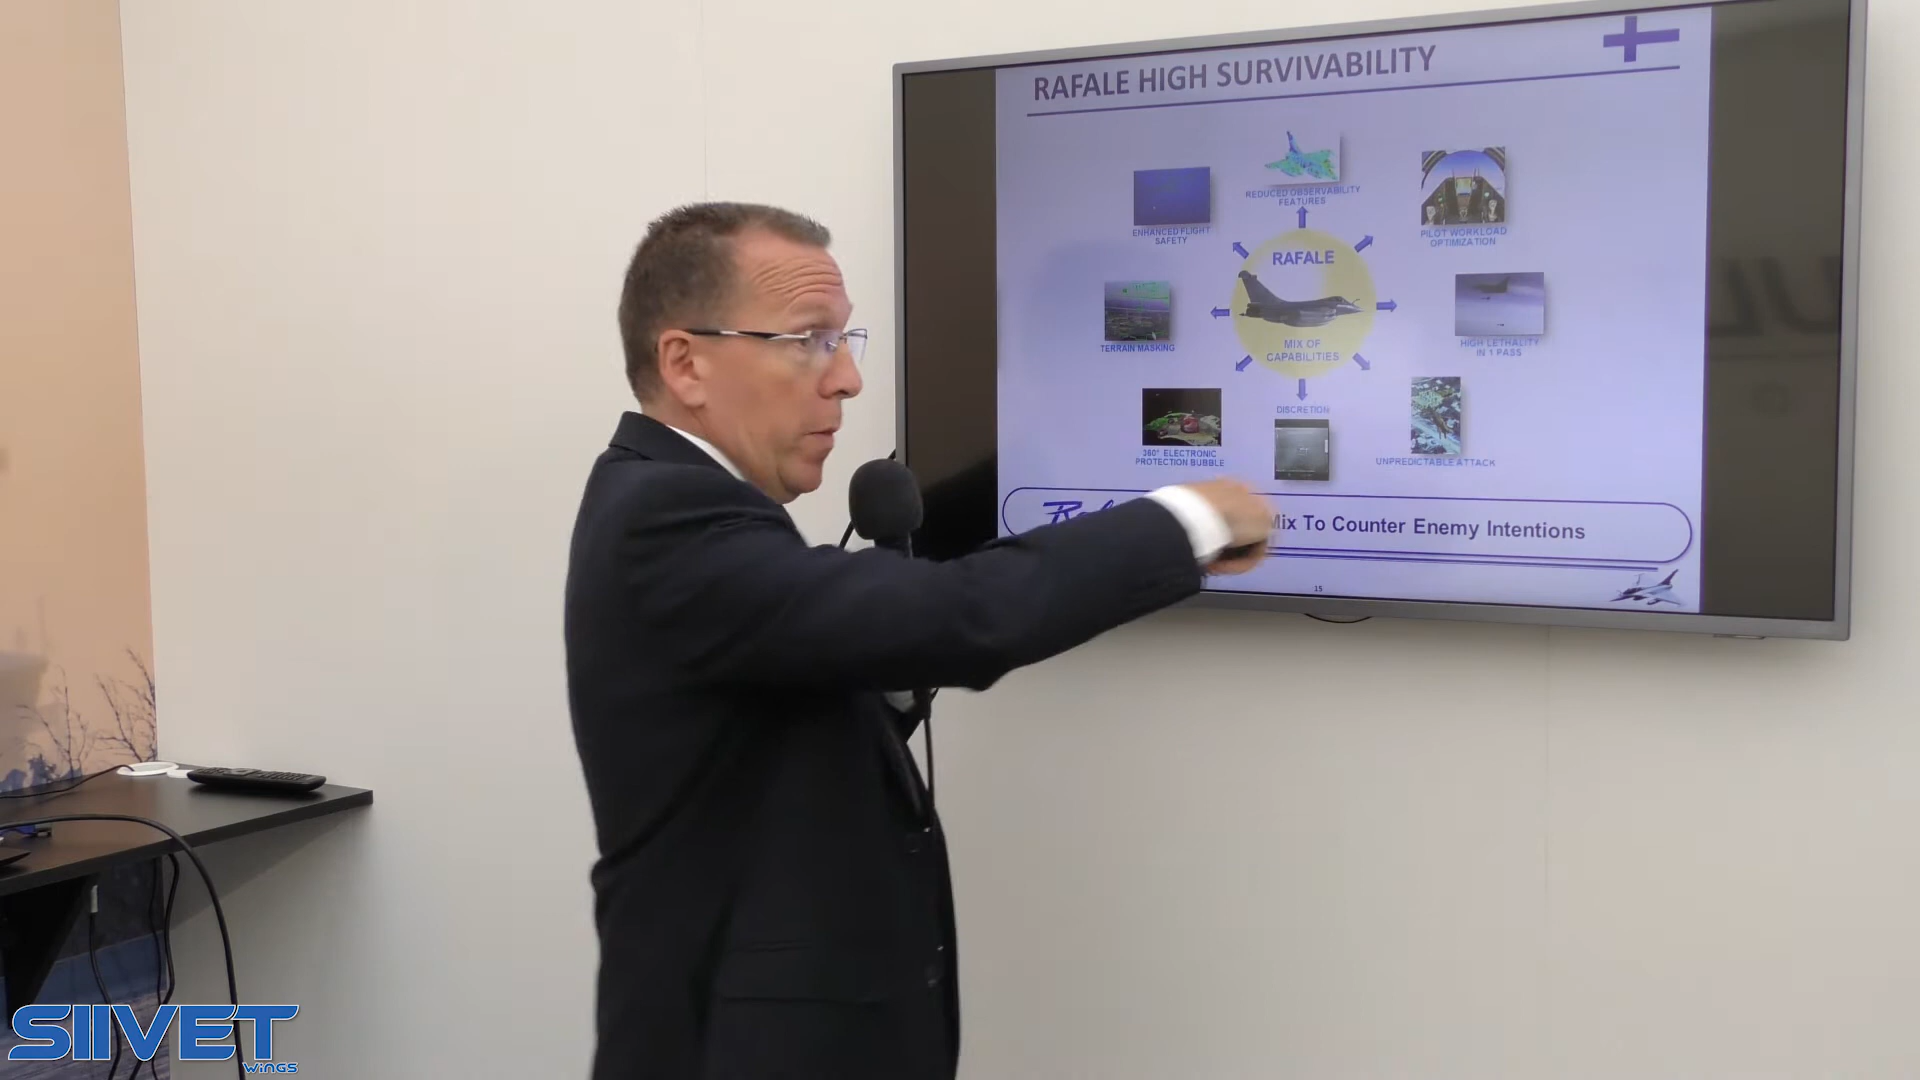 RAFALE HIGH SURVIVABILITY
REDUCED OBSERVABILITY
FEATURES
ENHANCED FLIGHT
SAFETY
PILOT WORKLOAD
OPTIMIZATION
RAFALE
TERRAIN MASKING
HIGH LETHALITY
IN 1 PASS
MIX OF
CAPABILITIES
DISCRETION
360° ELECTRONIC
PROTECTION BUBBLE
UNPREDICTABLE ATTACK
Mix To Counter Enemy Intentions
15
SIIVET
WINGS